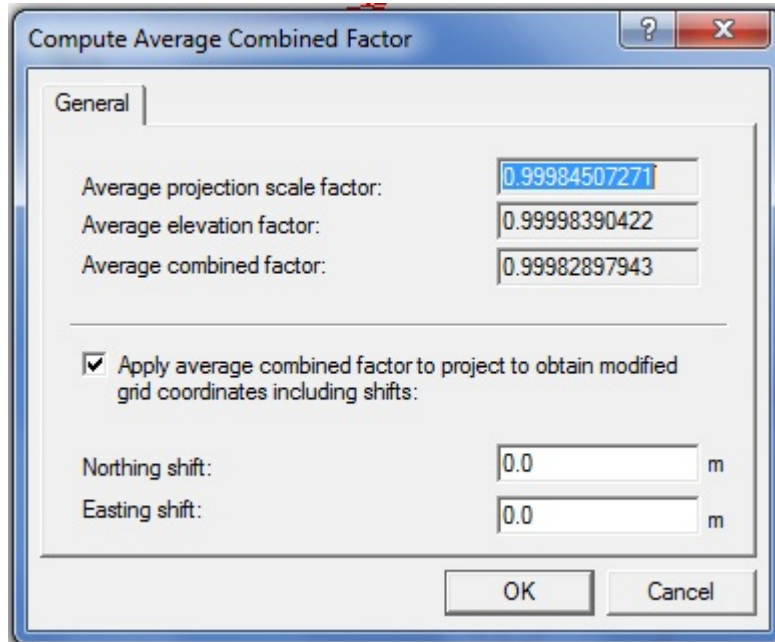 Compute Average Combined Factor
General
Average projection scale factor: 0.99984507271
Average elevation factor: 0.99998390422
Average combined factor: 0.99982897943
Apply average combined factor to project to obtain modified
grid coordinates including shifts:
Northing shift: 0.0 m
Easting shift: 0.0 m
OK Cancel